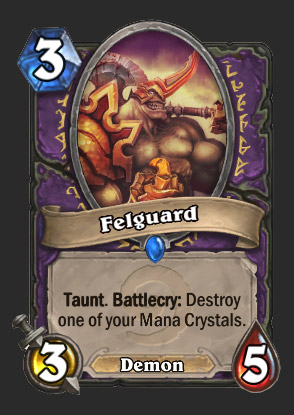 3
Felguard
Taunt. Battlecry: Destroy
one of your Mana Crystals.
3
Demon
5